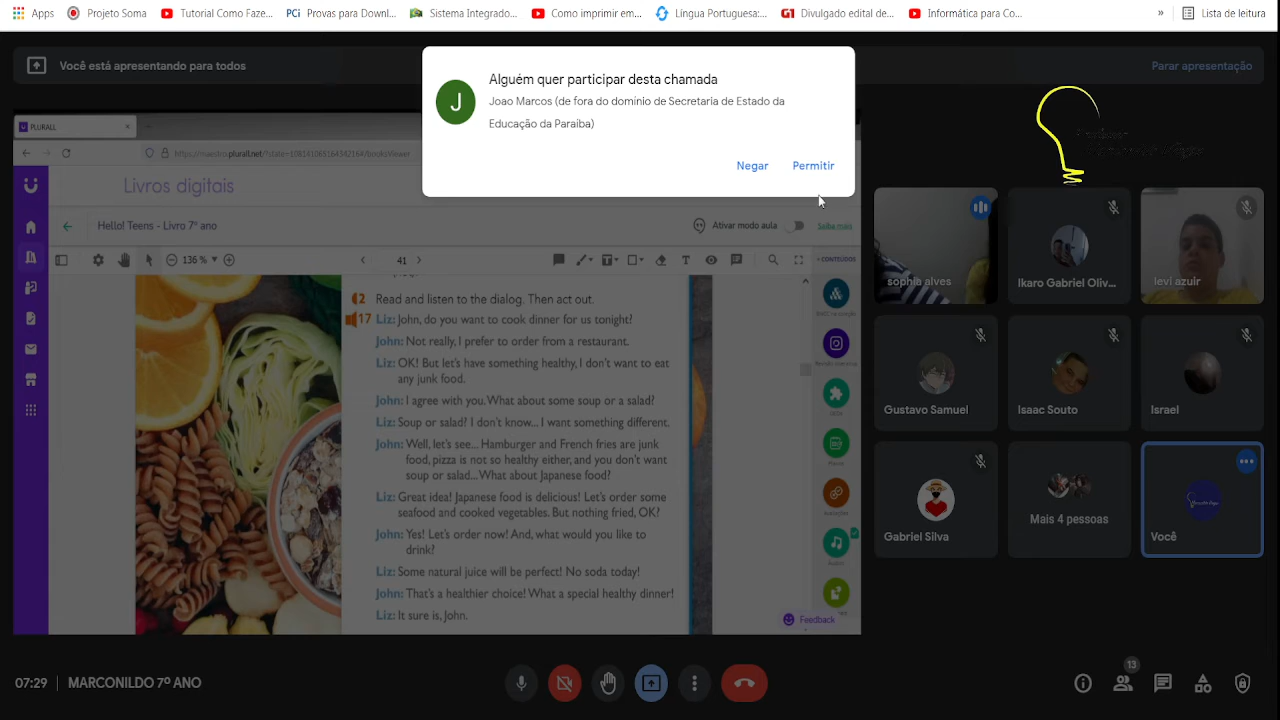 Apps
Projeto Soma
Tutorial Como Faze...
PCi Provas para Downl...
Sistema Integrado...
Como imprimir em...
Língua Portuguesa:...
G1 Divulgado edital de...
Informática para Co...
»
Lista de leitura
Você está apresentando para todos
Parar apresentação
Alguém quer participar desta chamada
J
Joao Marcos (de fora do domínio de Secretaria de Estado da
Educação da Paraíba)
Negar
Permitir
PLURALL
Livros digitais
Hello! Teens - Livro 7º ano
Ativar modo aula
Saiba mais
136 %
41
+ CONTEÚDOS
2 Read and listen to the dialog. Then act out.
17 Liz: John, do you want to cook dinner for us tonight?
John: Not really, I prefer to order from a restaurant.
Liz: OK! But let's have something healthy, I don't want to eat
any junk food.
John: I agree with you. What about some soup or a salad?
Liz: Soup or salad? I don't know... I want something different.
John: Well, let's see... Hamburger and French fries are junk
food, pizza is not so healthy either, and you don't want
soup or salad... What about Japanese food?
Liz: Great idea! Japanese food is delicious! Let's order some
seafood and cooked vegetables. But nothing fried, OK?
John: Yes! Let's order now! And, what would you like to
drink?
Liz: Some natural juice will be perfect! No soda today!
John: That's a healthier choice! What a special healthy dinner!
Liz: It sure is, John.
Feedback
sophia alves
Ikaro Gabriel Oliv...
levi azuir
Gustavo Samuel
Isaac Souto
Israel
Gabriel Silva
Mais 4 pessoas
Você
07:29 | MARCONILDO 7º ANO
13